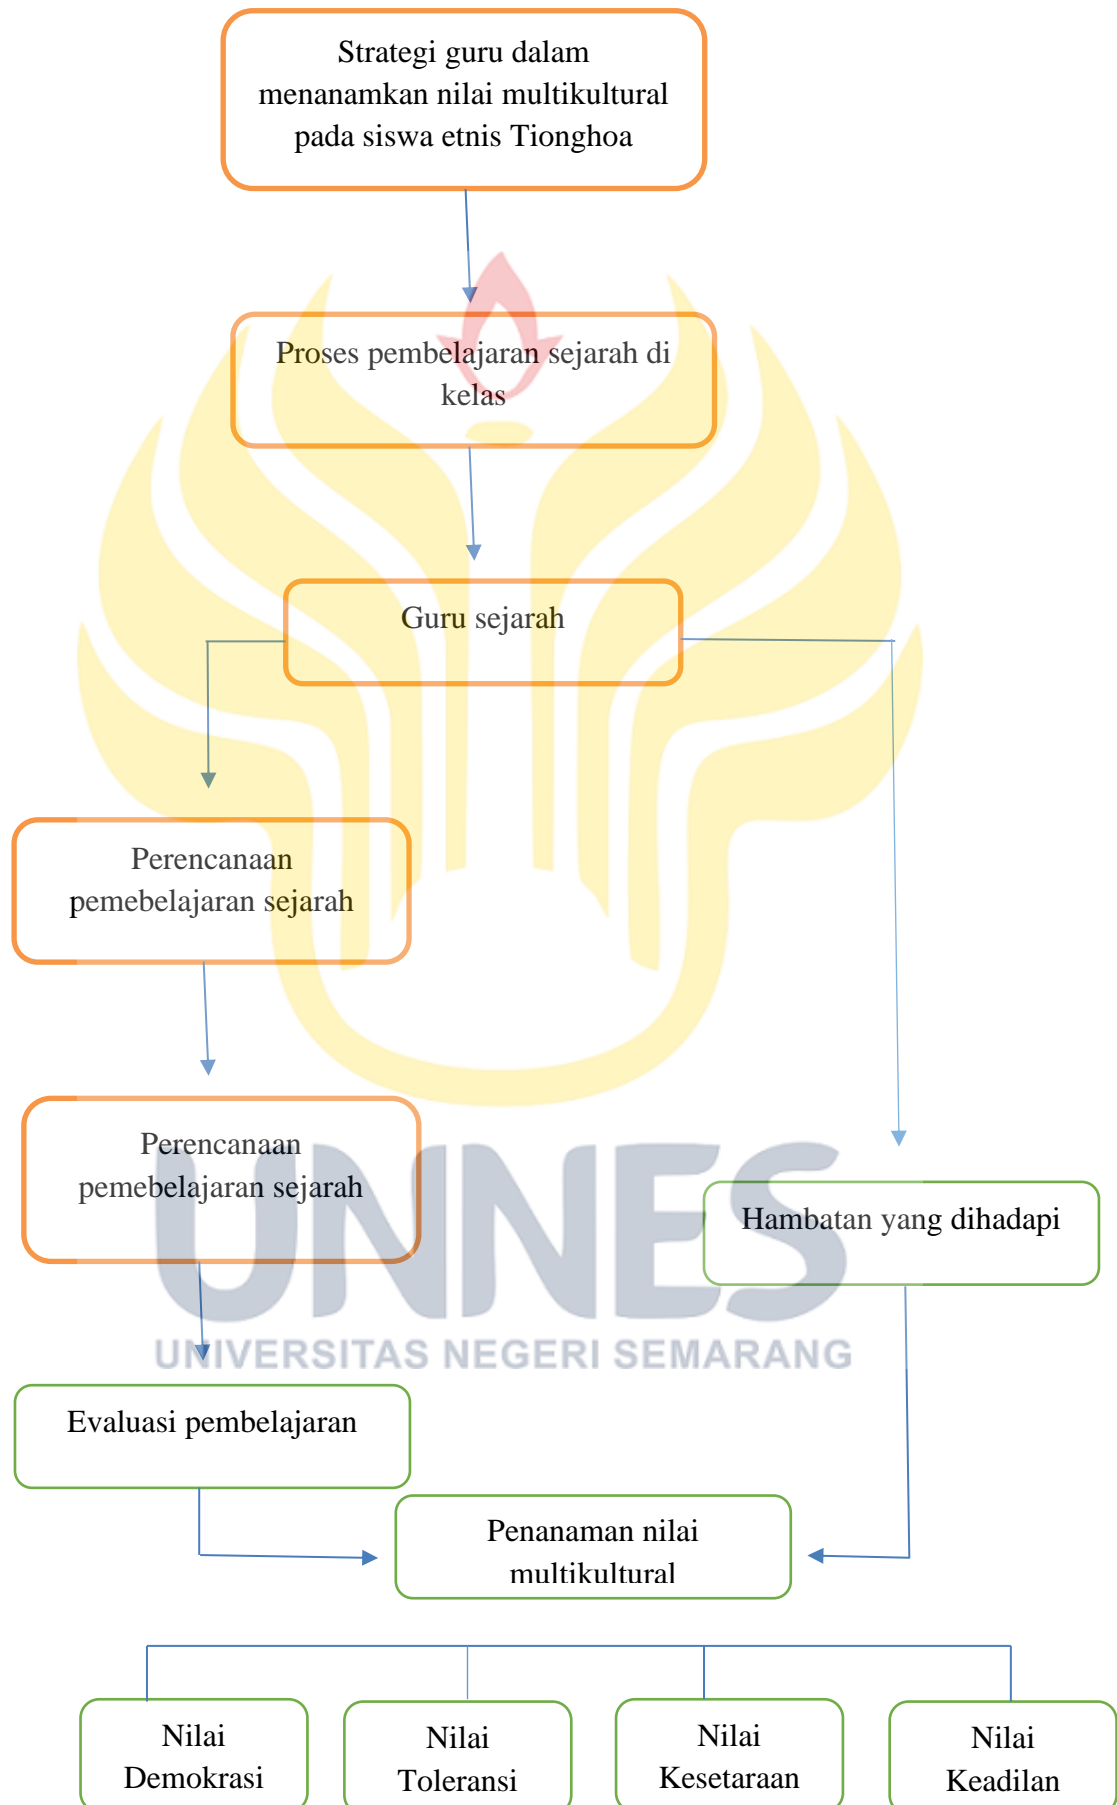 Strategi guru dalam
menanamkan nilai multikultural
pada siswa etnis Tionghoa
Proses pembelajaran sejarah di
kelas
Guru sejarah
Perencanaan
pemebelajaran sejarah
Perencanaan
pemebelajaran sejarah
Hambatan yang dihadapi
UNNES
UNIVERSITAS NEGERI SEMARANG
Evaluasi pembelajaran
Penanaman nilai
multikultural
Nilai
Demokrasi
Nilai
Toleransi
Nilai
Kesetaraan
Nilai
Keadilan